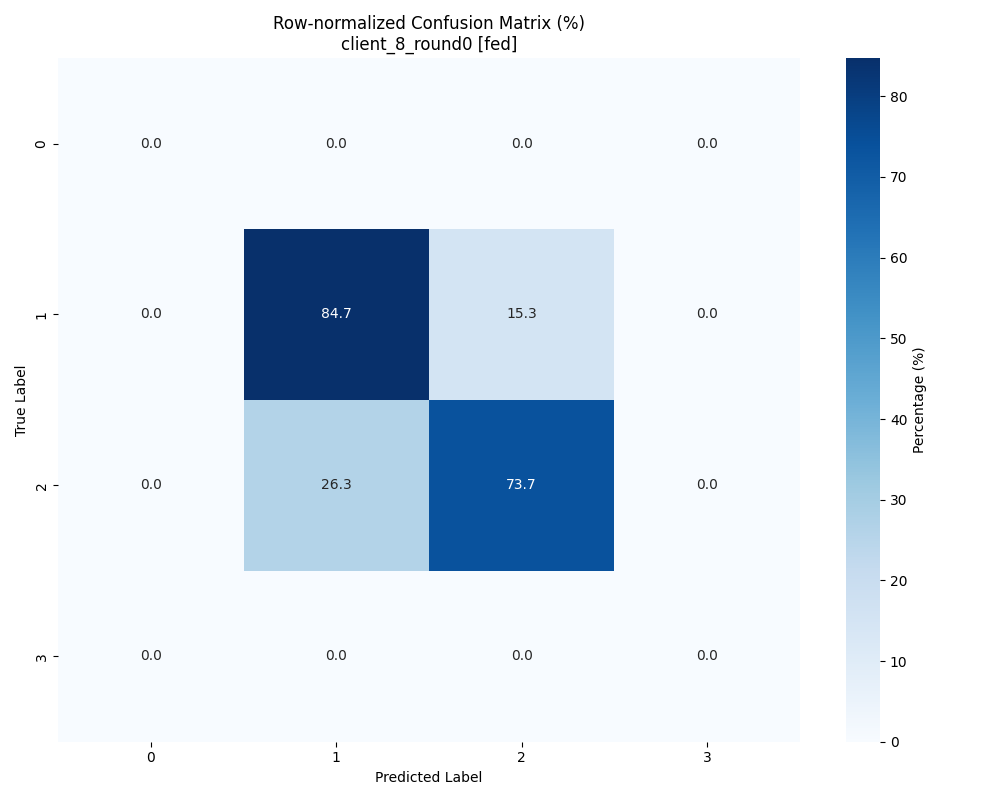 Row-normalized Confusion Matrix (%)
client_8_round0 [fed]
0 0.0 0.0 0.0 0.0
1 0.0 84.7 15.3 0.0
2 0.0 26.3 73.7 0.0
3 0.0 0.0 0.0 0.0
0 1 2 3
Predicted Label
True Label
80
70
60
50
40
30
20
10
0
Percentage (%)